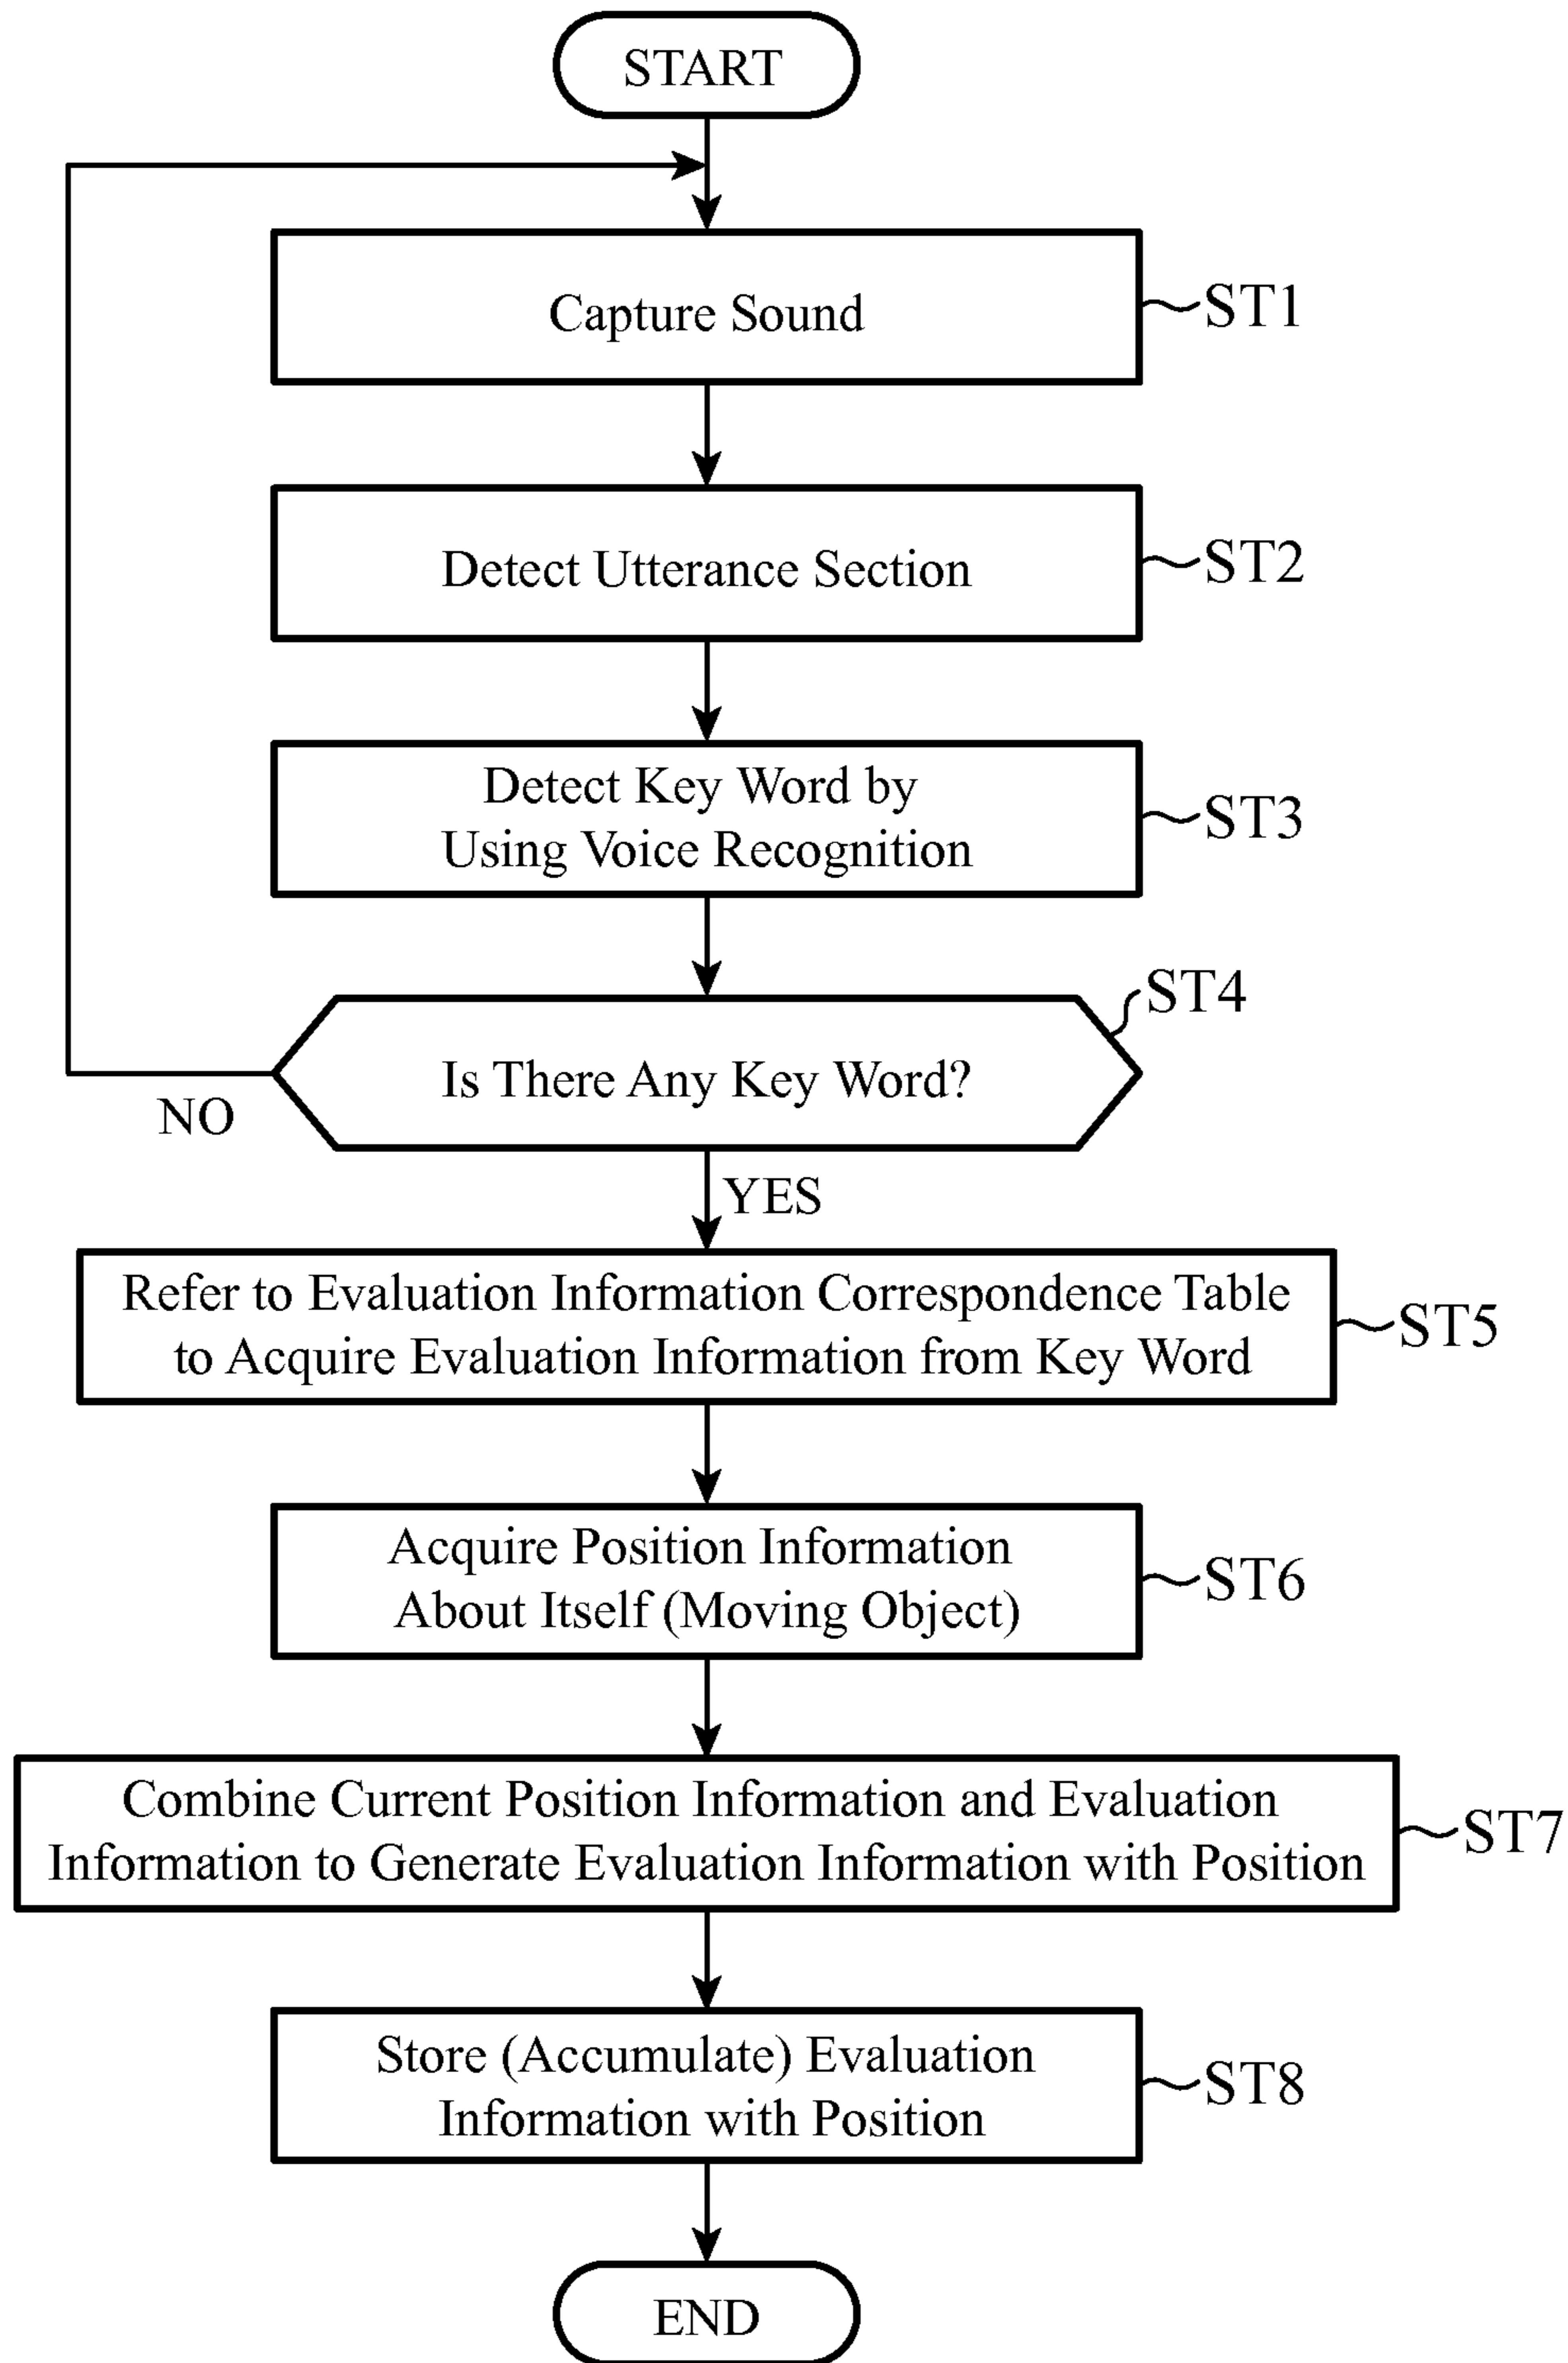 START
Capture Sound
ST1
Detect Utterance Section
ST2
Detect Key Word by
Using Voice Recognition
ST3
ST4
Is There Any Key Word?
NO
YES
Refer to Evaluation Information Correspondence Table
to Acquire Evaluation Information from Key Word
ST5
Acquire Position Information
About Itself (Moving Object)
ST6
Combine Current Position Information and Evaluation
Information to Generate Evaluation Information with Position
ST7
Store (Accumulate) Evaluation
Information with Position
ST8
END